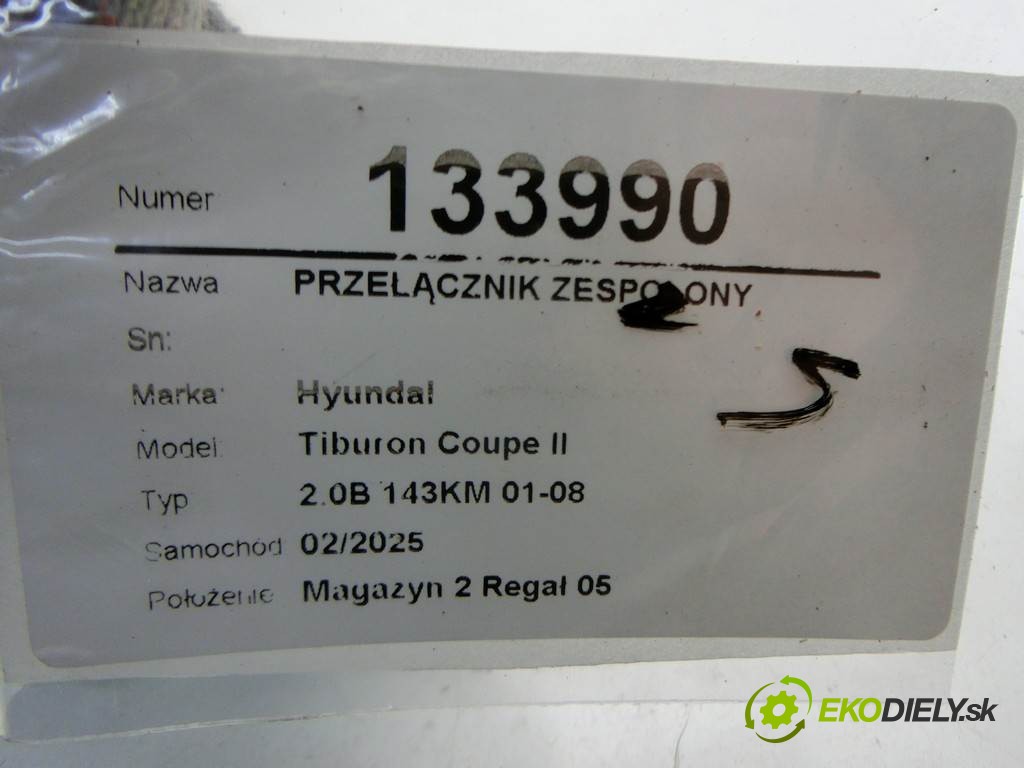 Numer 133990
Nazwa PRZEŁĄCZNIK ZESPOLONY
Sn:
Marka: Hyundai
Model: Tiburon Coupe II
Typ 2.0B 143KM 01-08
Samochód 02/2025
Położenie Magazyn 2 Regał 05
EKODIELY.sk